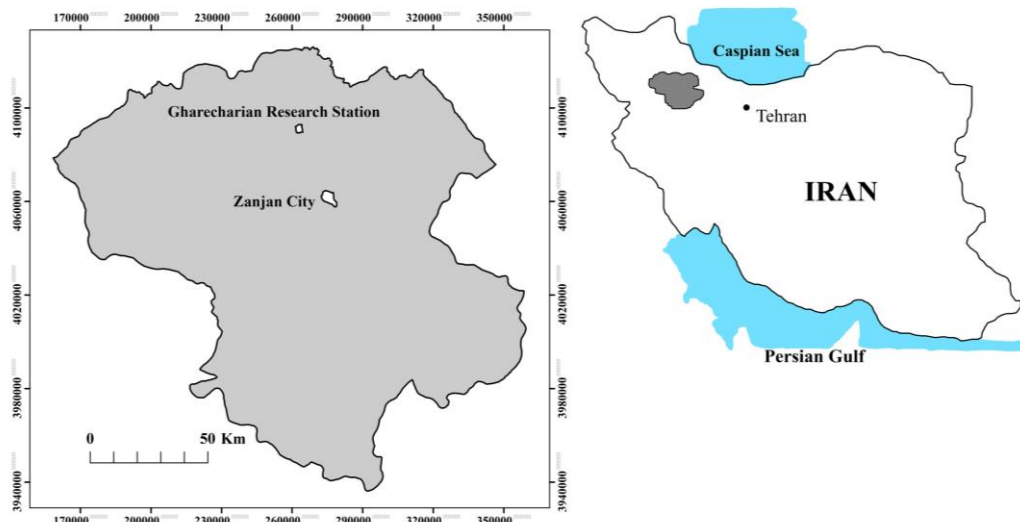 170000 200000 230000 260000 290000 320000 350000
4100000
4060000
4020000
3980000
3940000
Gharecharian Research Station
Zanjan City
0 50 Km
4100000
4060000
4020000
3980000
3940000
170000 200000 230000 260000 290000 320000 350000
Caspian Sea
Tehran
IRAN
Persian Gulf